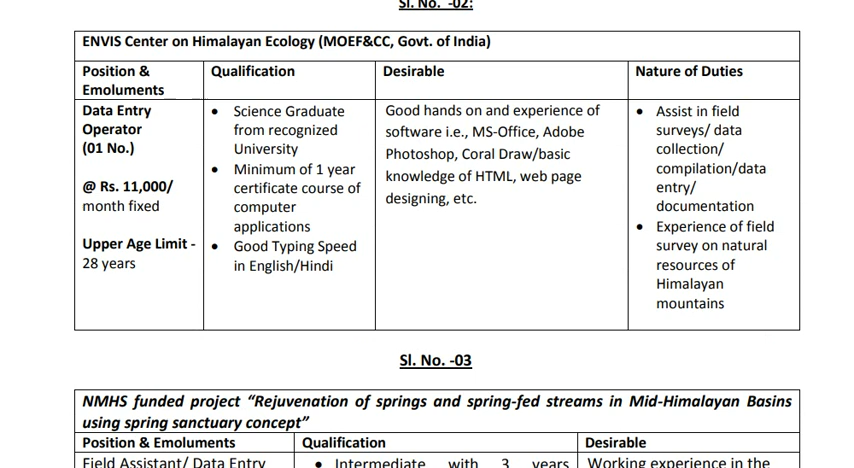 Sl. No. -02:
ENVIS Center on Himalayan Ecology (MOEF&CC, Govt. of India)
Position & Emoluments
Qualification
Desirable
Nature of Duties
Data Entry
Operator
(01 No.)
@ Rs. 11,000/
month fixed
Upper Age Limit -
28 years
• Science Graduate
from recognized
University
• Minimum of 1 year
certificate course of
computer
applications
• Good Typing Speed
in English/Hindi
Good hands on and experience of
software i.e., MS-Office, Adobe
Photoshop, Coral Draw/basic
knowledge of HTML, web page
designing, etc.
• Assist in field
surveys/ data
collection/
compilation/data
entry/
documentation
• Experience of field
survey on natural
resources of
Himalayan
mountains
Sl. No. -03
NMHS funded project “Rejuvenation of springs and spring-fed streams in Mid-Himalayan Basins
using spring sanctuary concept”
Position & Emoluments
Qualification
Desirable
Field Assistant/ Data Entry
• Intermediate with 3 years
Working experience in the